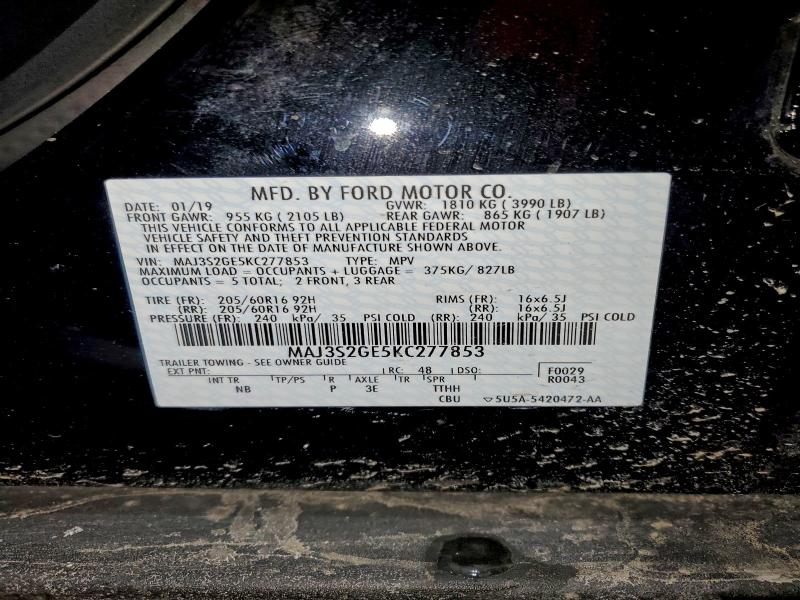 MFD. BY FORD MOTOR CO.
DATE: 01/19 GVWR: 1810 KG ( 3990 LB)
FRONT GAWR: 955 KG ( 2105 LB) REAR GAWR: 865 KG ( 1907 LB)
THIS VEHICLE CONFORMS TO ALL APPLICABLE FEDERAL MOTOR
VEHICLE SAFETY AND THEFT PREVENTION STANDARDS
IN EFFECT ON THE DATE OF MANUFACTURE SHOWN ABOVE.
VIN: MAJ3S2GE5KC277853 TYPE: MPV
MAXIMUM LOAD = OCCUPANTS + LUGGAGE = 375KG/ 827LB
OCCUPANTS = 5 TOTAL; 2 FRONT, 3 REAR
TIRE (FR): 205/60R16 92H RIMS (FR): 16x6.5J
(RR): 205/60R16 92H (RR): 16x6.5J
PRESSURE (FR): 240 kPa/ 35 PSI COLD (RR): 240 kPa/ 35 PSI COLD
MAJ3S2GE5KC277853
TRAILER TOWING - SEE OWNER GUIDE
EXT PNT: RC: 48 DSO: F0029
R0043
INT TR TP/PS R AXLE TR SPR
NB P 3E TTHH
CBU ▽5U5A-5420472-AA